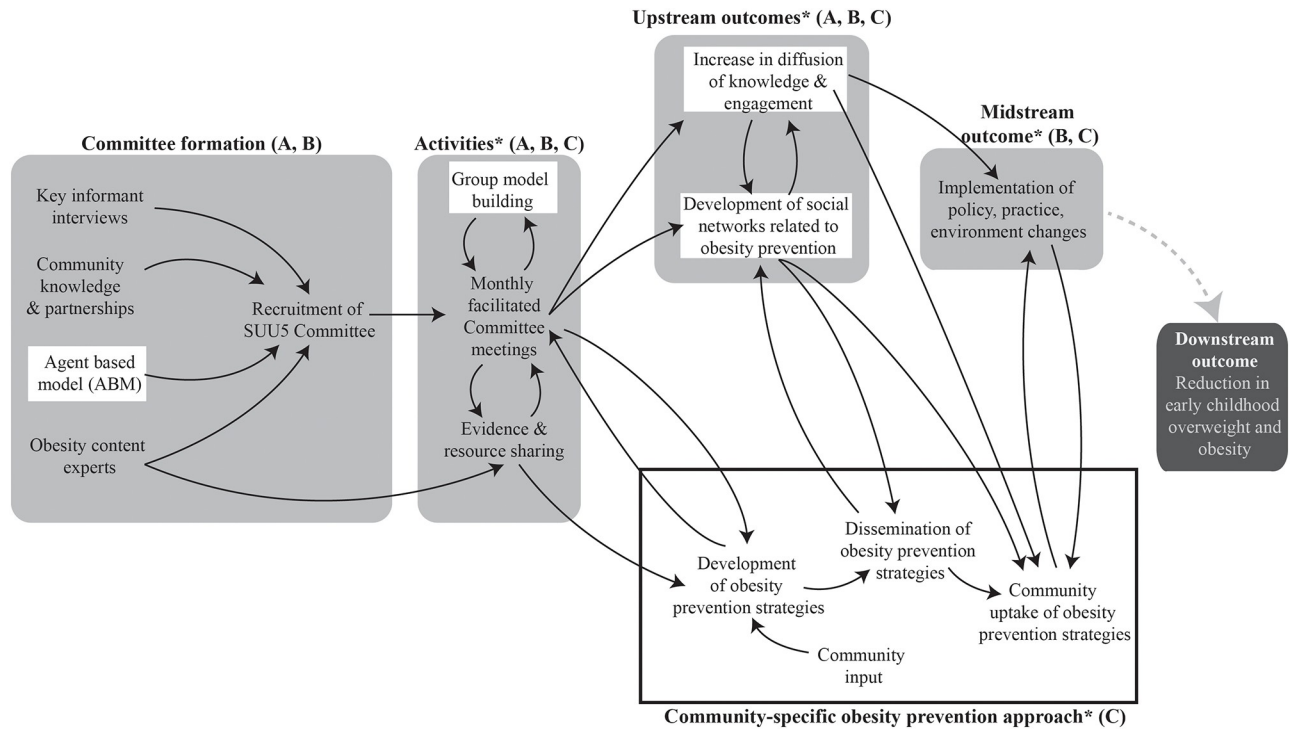 Committee formation (A, B)
Key informant
interviews
Community
knowledge
& partnerships
Agent based
model (ABM)
Obesity content
experts
Recruitment of
SUU5 Committee
Activities* (A, B, C)
Group model
building
Monthly
facilitated
Committee
meetings
Evidence &
resource sharing
Upstream outcomes* (A, B, C)
Increase in diffusion
of knowledge &
engagement
Development of social
networks related to
obesity prevention
Midstream
outcome* (B, C)
Implementation of
policy, practice,
environment changes
Downstream
outcome
Reduction in
early childhood
overweight and
obesity
Development
of obesity
prevention strategies
Dissemination of
obesity prevention
strategies
Community
uptake of obesity
prevention strategies
Community
input
Community-specific obesity prevention approach* (C)